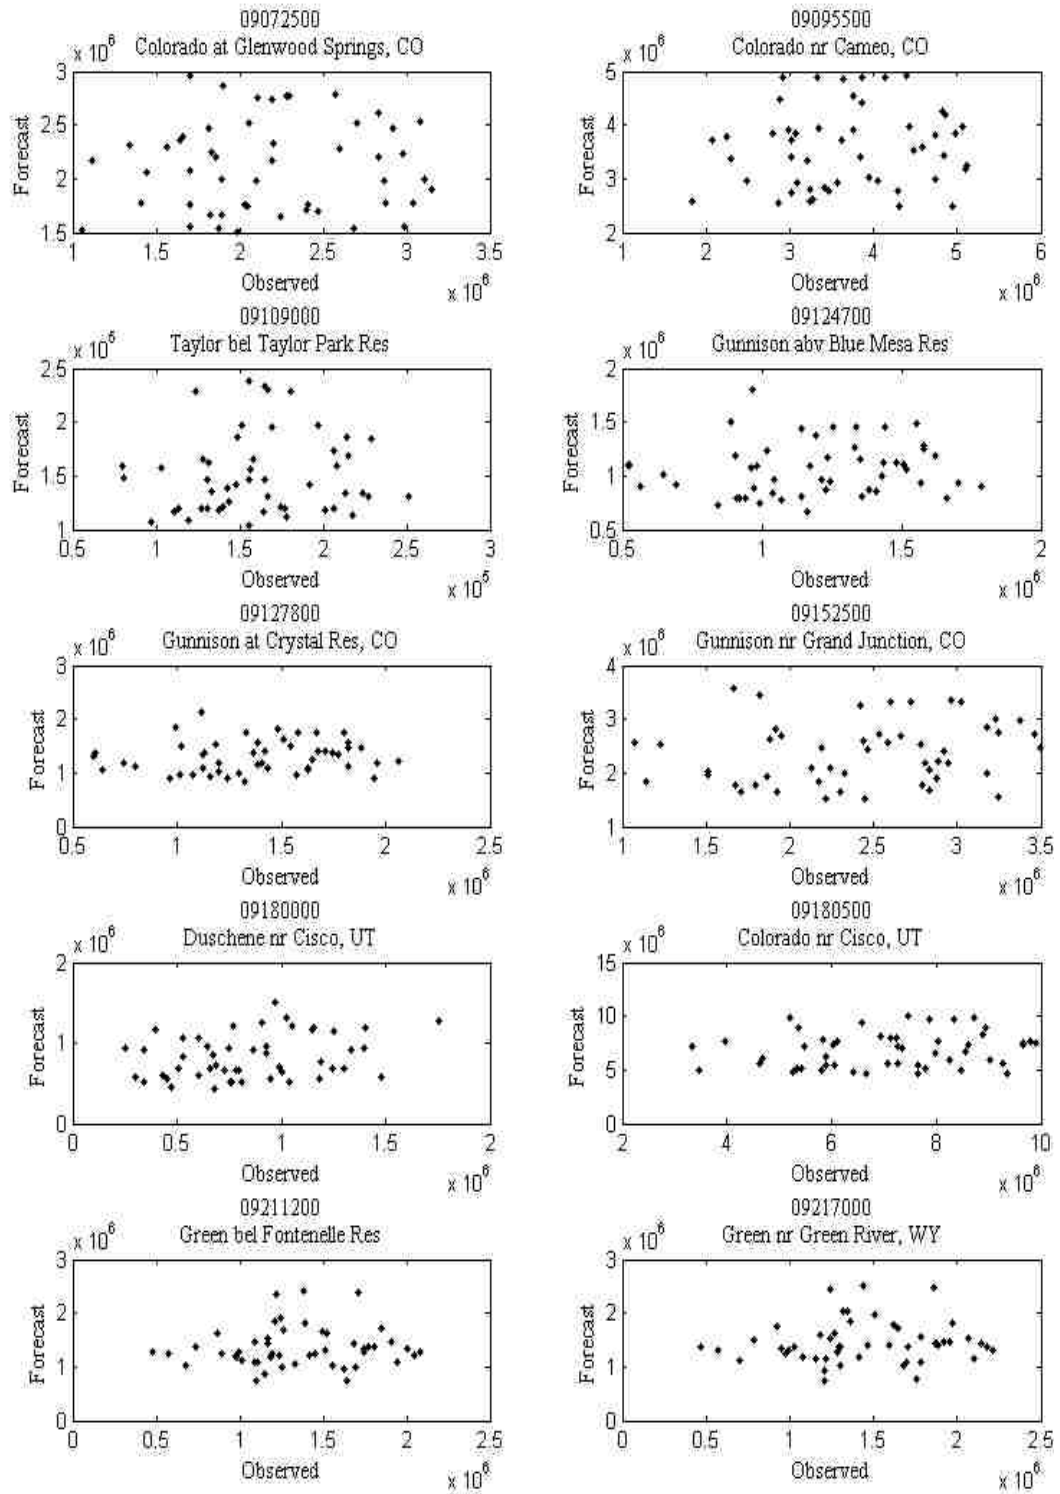 09072500
Colorado at Glenwood Springs, CO
x 10^6
3
2.5
2
1.5
Forecast
1 1.5 2 2.5 3 3.5
Observed
x 10^6
09095500
Colorado nr Cameo, CO
x 10^6
5
4
3
2
Forecast
1 2 3 4 5 6
Observed
x 10^6
09109000
Taylor bel Taylor Park Res
x 10^5
2.5
2
1.5
1
Forecast
0.5 1 1.5 2 2.5 3
Observed
x 10^5
09124700
Gunnison abv Blue Mesa Res
x 10^6
2
1.5
1
0.5
Forecast
0.5 1 1.5 2
Observed
x 10^6
09127800
Gunnison at Crystal Res, CO
x 10^6
3
2
1
0
Forecast
0.5 1 1.5 2 2.5
Observed
x 10^6
09152500
Gunnison nr Grand Junction, CO
x 10^6
4
3
2
1
Forecast
1 1.5 2 2.5 3 3.5
Observed
x 10^6
09180000
Duschene nr Cisco, UT
x 10^6
2
1
0
Forecast
0 0.5 1 1.5 2
Observed
x 10^6
09180500
Colorado nr Cisco, UT
x 10^6
15
10
5
0
Forecast
2 4 6 8 10
Observed
x 10^6
09211200
Green bel Fontenelle Res
x 10^6
3
2
1
0
Forecast
0 0.5 1 1.5 2 2.5
Observed
x 10^6
09217000
Green nr Green River, WY
x 10^6
3
2
1
0
Forecast
0 0.5 1 1.5 2 2.5
Observed
x 10^6